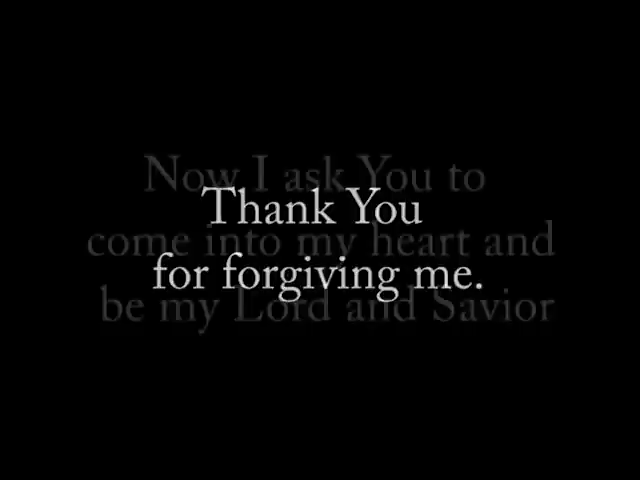 Now I ask You to
Thank You
come into my heart and
for forgiving me.
be my Lord and Savior